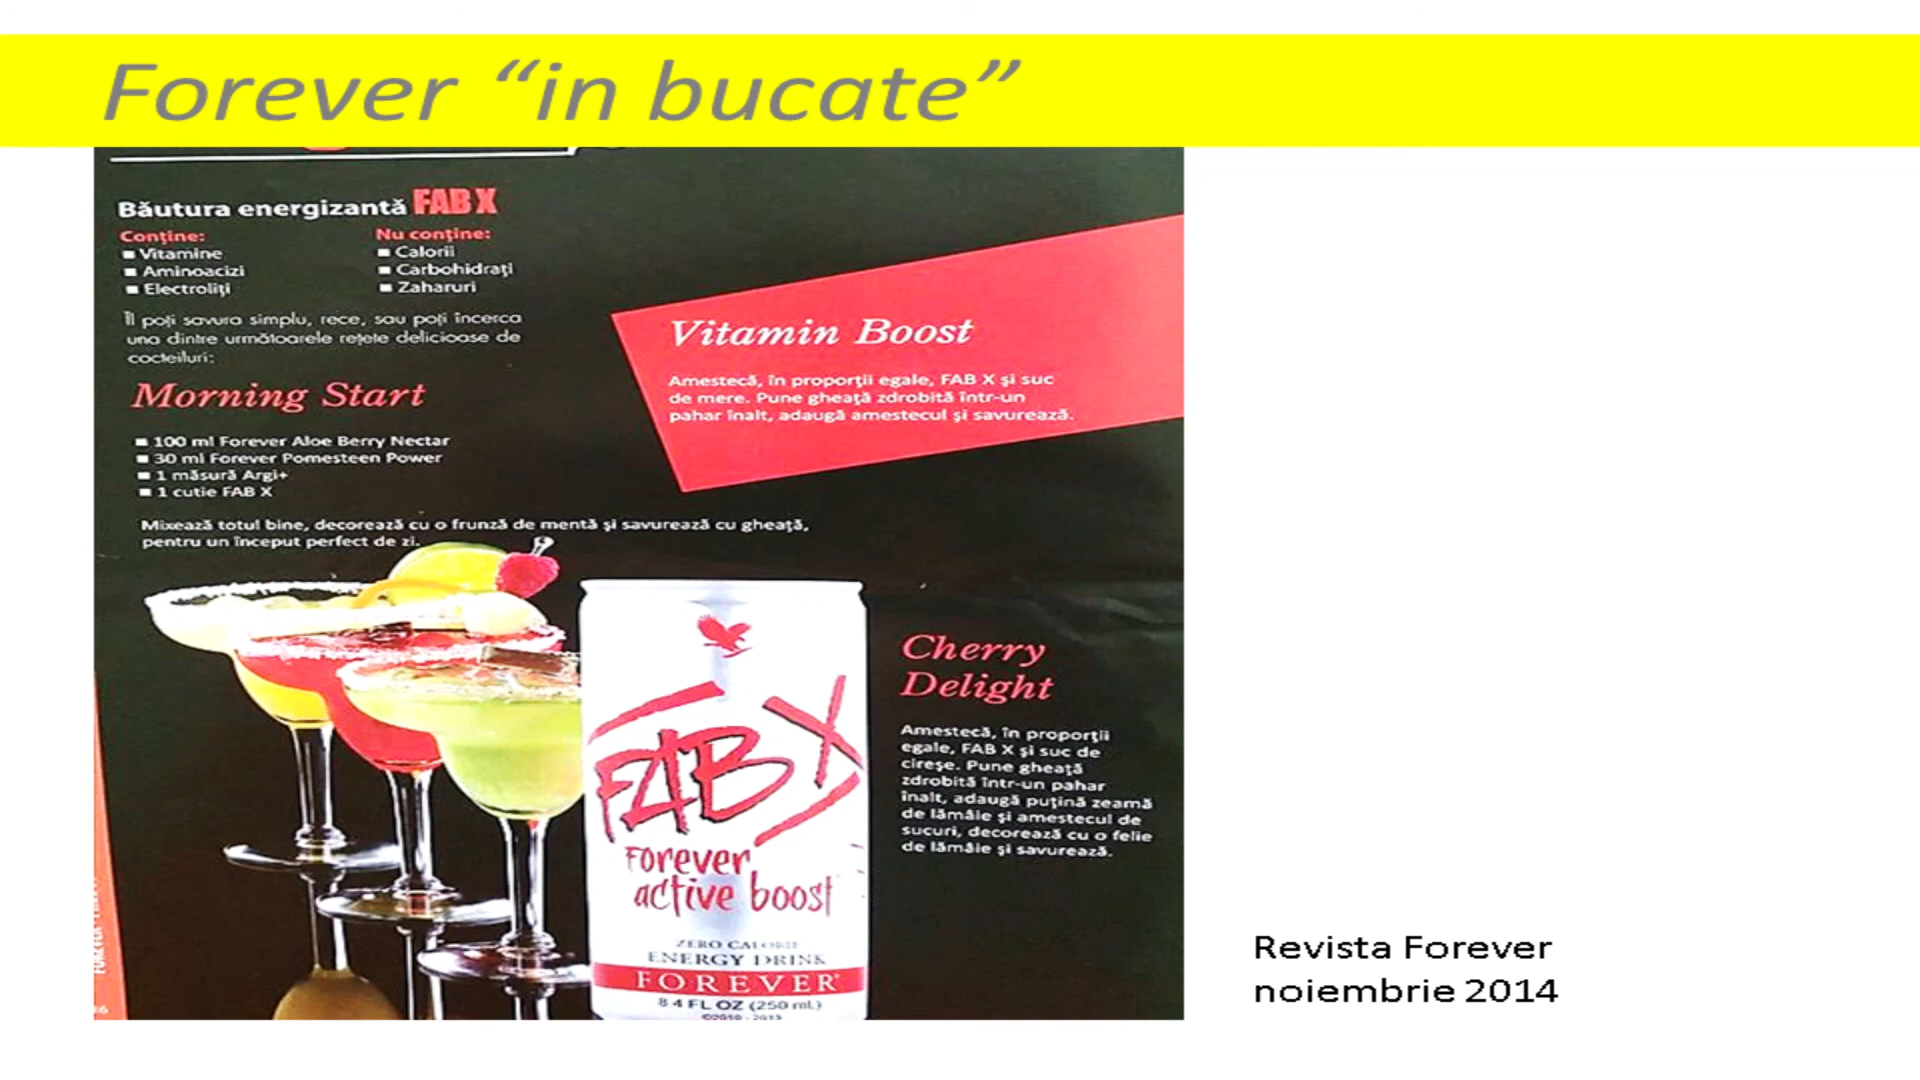 Forever “in bucate”
Băutura energizantă FAB X
Conţine:
▪ Vitamine
▪ Aminoacizi
▪ Electroliţi
Nu conţine:
▪ Calorii
▪ Carbohidraţi
▪ Zaharuri
Îl poţi savura simplu, rece, sau poţi încerca
una dintre următoarele reţete delicioase de
cocteiluri:
Morning Start
▪ 100 ml Forever Aloe Berry Nectar
▪ 30 ml Forever Pomesteen Power
▪ 1 măsură Argi+
▪ 1 cutie FAB X
Mixează totul bine, decorează cu o frunză de mentă şi savurează cu gheaţă,
pentru un început perfect de zi.
Vitamin Boost
Amestecă, în proporţii egale, FAB X şi suc
de mere. Pune gheaţă zdrobită într-un
pahar înalt, adaugă amestecul şi savurează.
Cherry
Delight
Amestecă, în proporţii
egale, FAB X şi suc de
cireşe. Pune gheaţă
zdrobită într-un pahar
înalt, adaugă puţină zeamă
de lămâie şi amestecul de
sucuri, decorează cu o felie
de lămâie şi savurează.
FAB X
Forever
active boost
ZERO CALORIE
ENERGY DRINK
FOREVER
8.4 FL OZ (250 mL)
Revista Forever
noiembrie 2014